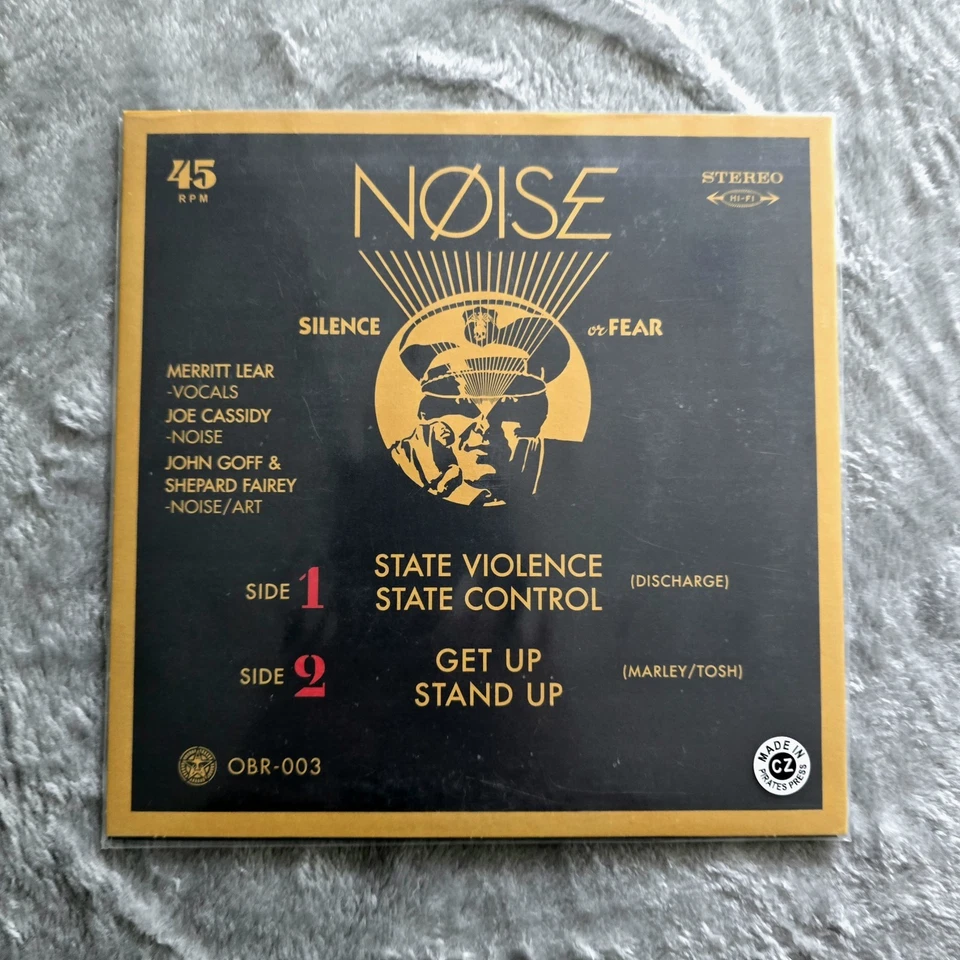 45
RPM
NØISE
STEREO
HI-FI
SILENCE
or FEAR
MERRITT LEAR
-VOCALS
JOE CASSIDY
-NOISE
JOHN GOFF &
SHEPARD FAIREY
-NOISE/ART
SIDE 1
STATE VIOLENCE
STATE CONTROL
(DISCHARGE)
SIDE 2
GET UP
STAND UP
(MARLEY/TOSH)
OBR-003
MADE IN
CZ
PIRATES PRESS